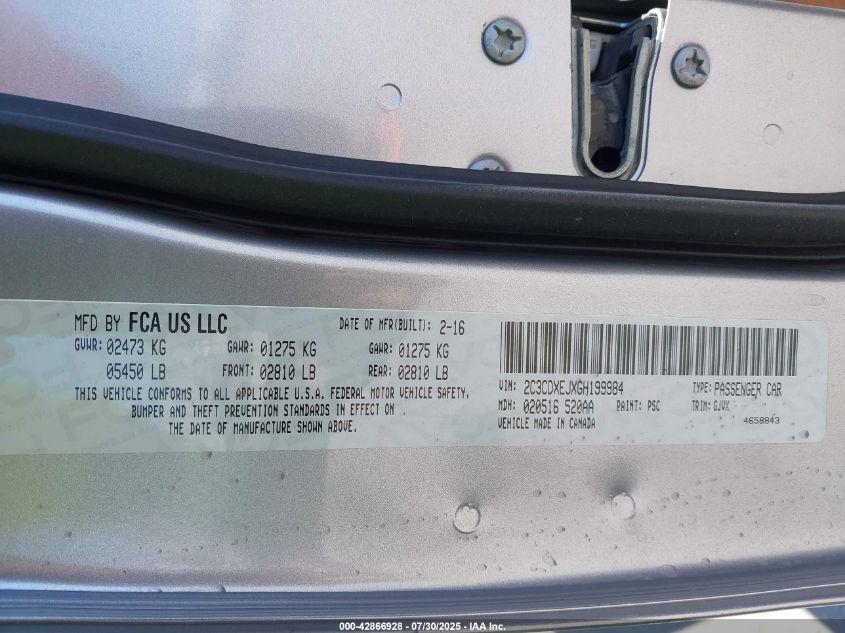 MFD BY FCA US LLC DATE OF MFR(BUILT): 2-16
GVWR: 02473 KG GAWR: 01275 KG GAWR: 01275 KG
05450 LB FRONT: 02810 LB REAR: 02810 LB
THIS VEHICLE CONFORMS TO ALL APPLICABLE U.S.A. FEDERAL MOTOR VEHICLE SAFETY,
BUMPER AND THEFT PREVENTION STANDARDS IN EFFECT ON
THE DATE OF MANUFACTURE SHOWN ABOVE.
VIN: 2C3CDXEJXGH199984 TYPE: PASSENGER CAR
MDH: 020516 520AA PAINT: PSC TRIM: GJVX
VEHICLE MADE IN CANADA 4658843
000-42866928 - 07/30/2025 - IAA Inc.